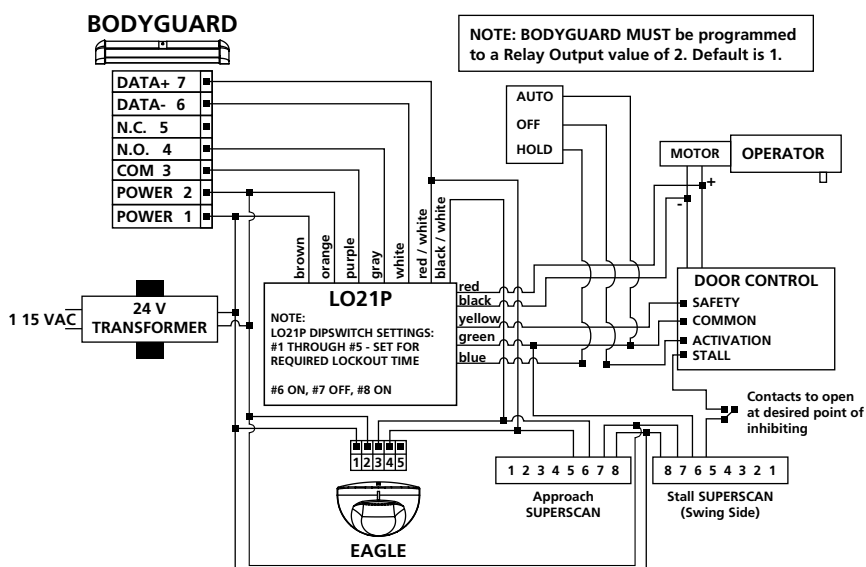 BODYGUARD
NOTE: BODYGUARD MUST be programmed
to a Relay Output value of 2. Default is 1.
DATA+ 7
DATA- 6
N.C. 5
N.O. 4
COM 3
POWER 2
POWER 1
AUTO
OFF
HOLD
MOTOR
OPERATOR
+
-
brown
orange
purple
gray
white
red / white
black / white
LO21P
NOTE:
LO21P DIPSWITCH SETTINGS:
#1 THROUGH #5 - SET FOR
REQUIRED LOCKOUT TIME
#6 ON, #7 OFF, #8 ON
red
black
yellow
green
blue
DOOR CONTROL
SAFETY
COMMON
ACTIVATION
STALL
1 15 VAC
24 V
TRANSFORMER
Contacts to open
at desired point of
inhibiting
1 2 3 4 5
EAGLE
1 2 3 4 5 6 7 8
Approach
SUPERSCAN
8 7 6 5 4 3 2 1
Stall SUPERSCAN
(Swing Side)